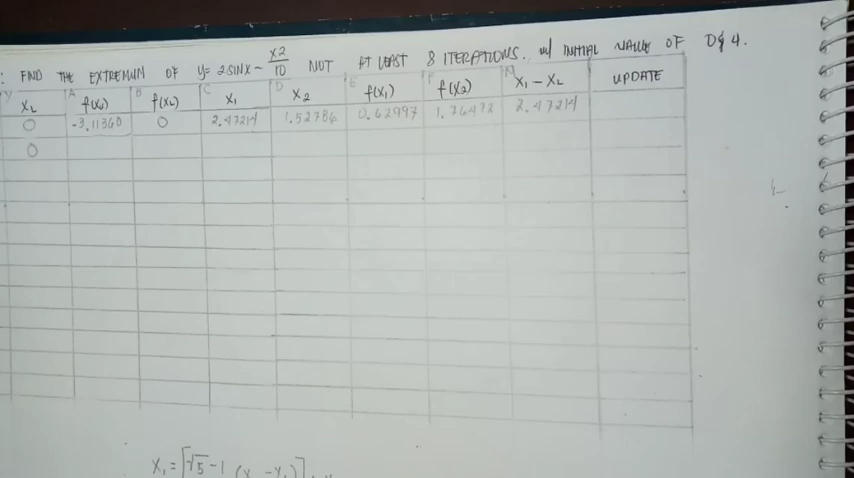 : FIND THE EXTREMUM OF Y= 2SINX - X2/10 NOT AT LEAST 8 ITERATIONS. W/ INITIAL VALUE OF 0 & 4.
Y A B C D E F M
XL f(Xu) f(XL) X1 X2 f(X1) f(X2) X1 - X2 UPDATE
0 -3.11360 0 2.47214 1.52786 0.62997 1.76472 2.47214
0
X1 = [√5 - 1